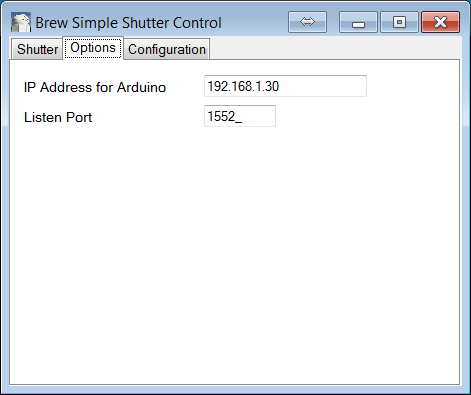 Brew Simple Shutter Control
Shutter Options Configuration
IP Address for Arduino 192.168.1.30
Listen Port 1552_